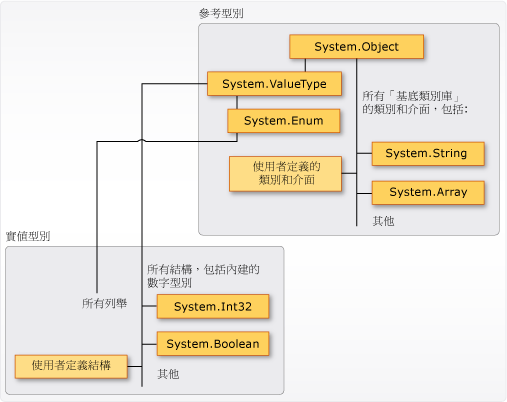 參考型別
System.Object
System.ValueType
System.Enum
所有「基底類別庫」
的類別和介面，包括:
System.String
使用者定義的
類別和介面
System.Array
其他
實值型別
所有列舉
所有結構，包括內建的
數字型別
System.Int32
System.Boolean
使用者定義結構
其他